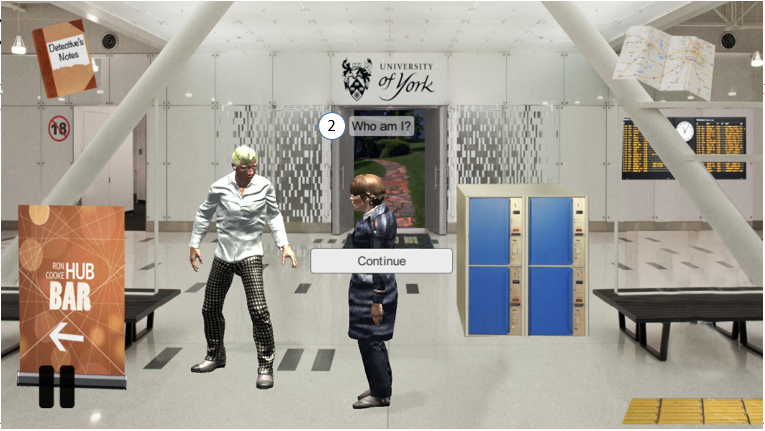 Detective's
Notes
UNIVERSITY
of York
18
2
Who am I?
RON
COOKE HUB
BAR
Continue